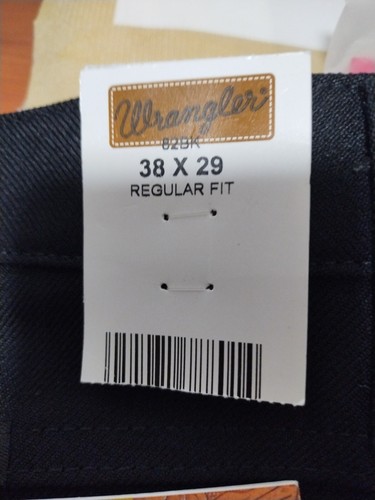 Wrangler
82BK
38 X 29
REGULAR FIT